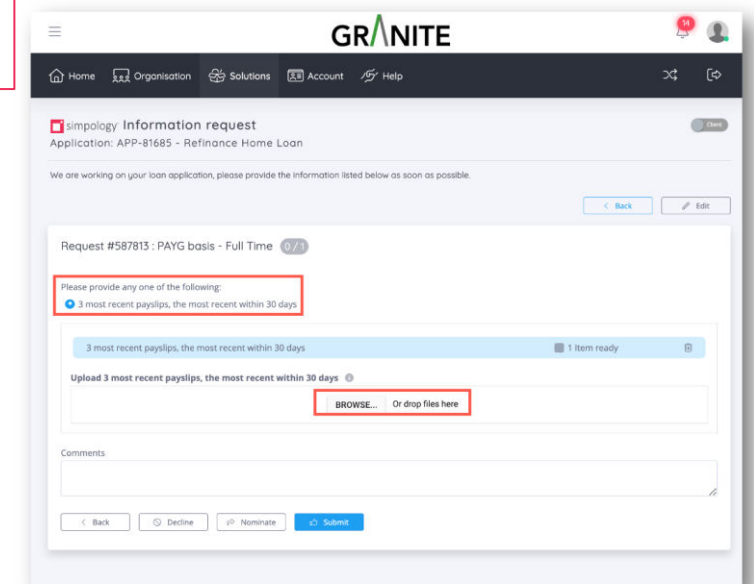 GRANITE
14
Home Organisation Solutions Account Help
simpology Information request
Client
Application: APP-81685 - Refinance Home Loan
We are working on your loan application, please provide the information listed below as soon as possible.
< Back Edit
Request #587813 : PAYG basis - Full Time 0/1
Please provide any one of the following:
3 most recent payslips, the most recent within 30 days
3 most recent payslips, the most recent within 30 days 1 Item ready
Upload 3 most recent payslips, the most recent within 30 days
BROWSE... Or drop files here
Comments
< Back Decline Nominate Submit